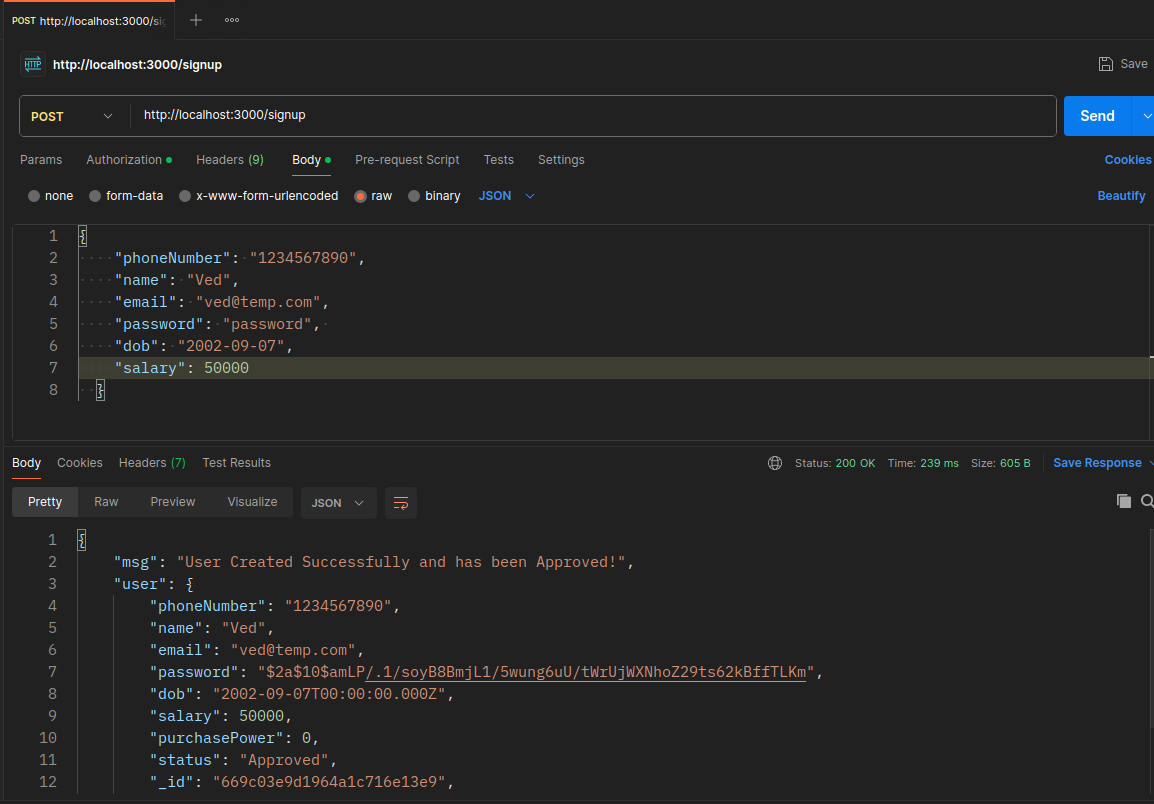 POST http://localhost:3000/si
http://localhost:3000/signup
Save
POST
http://localhost:3000/signup
Send
Params Authorization Headers (9) Body Pre-request Script Tests Settings Cookies
none form-data x-www-form-urlencoded raw binary JSON Beautify
1 {
2 "phoneNumber": "1234567890",
3 "name": "Ved",
4 "email": "ved@temp.com",
5 "password": "password",
6 "dob": "2002-09-07",
7 "salary": 50000
8 }
Body Cookies Headers (7) Test Results Status: 200 OK Time: 239 ms Size: 605 B Save Response
Pretty Raw Preview Visualize JSON
1 {
2 "msg": "User Created Successfully and has been Approved!",
3 "user": {
4 "phoneNumber": "1234567890",
5 "name": "Ved",
6 "email": "ved@temp.com",
7 "password": "$2a$10$amLP/.1/soyB8BmjL1/5wung6uU/tWrUjWXNhoZ29ts62kBffTLKm",
8 "dob": "2002-09-07T00:00:00.000Z",
9 "salary": 50000,
10 "purchasePower": 0,
11 "status": "Approved",
12 "_id": "669c03e9d1964a1c716e13e9",